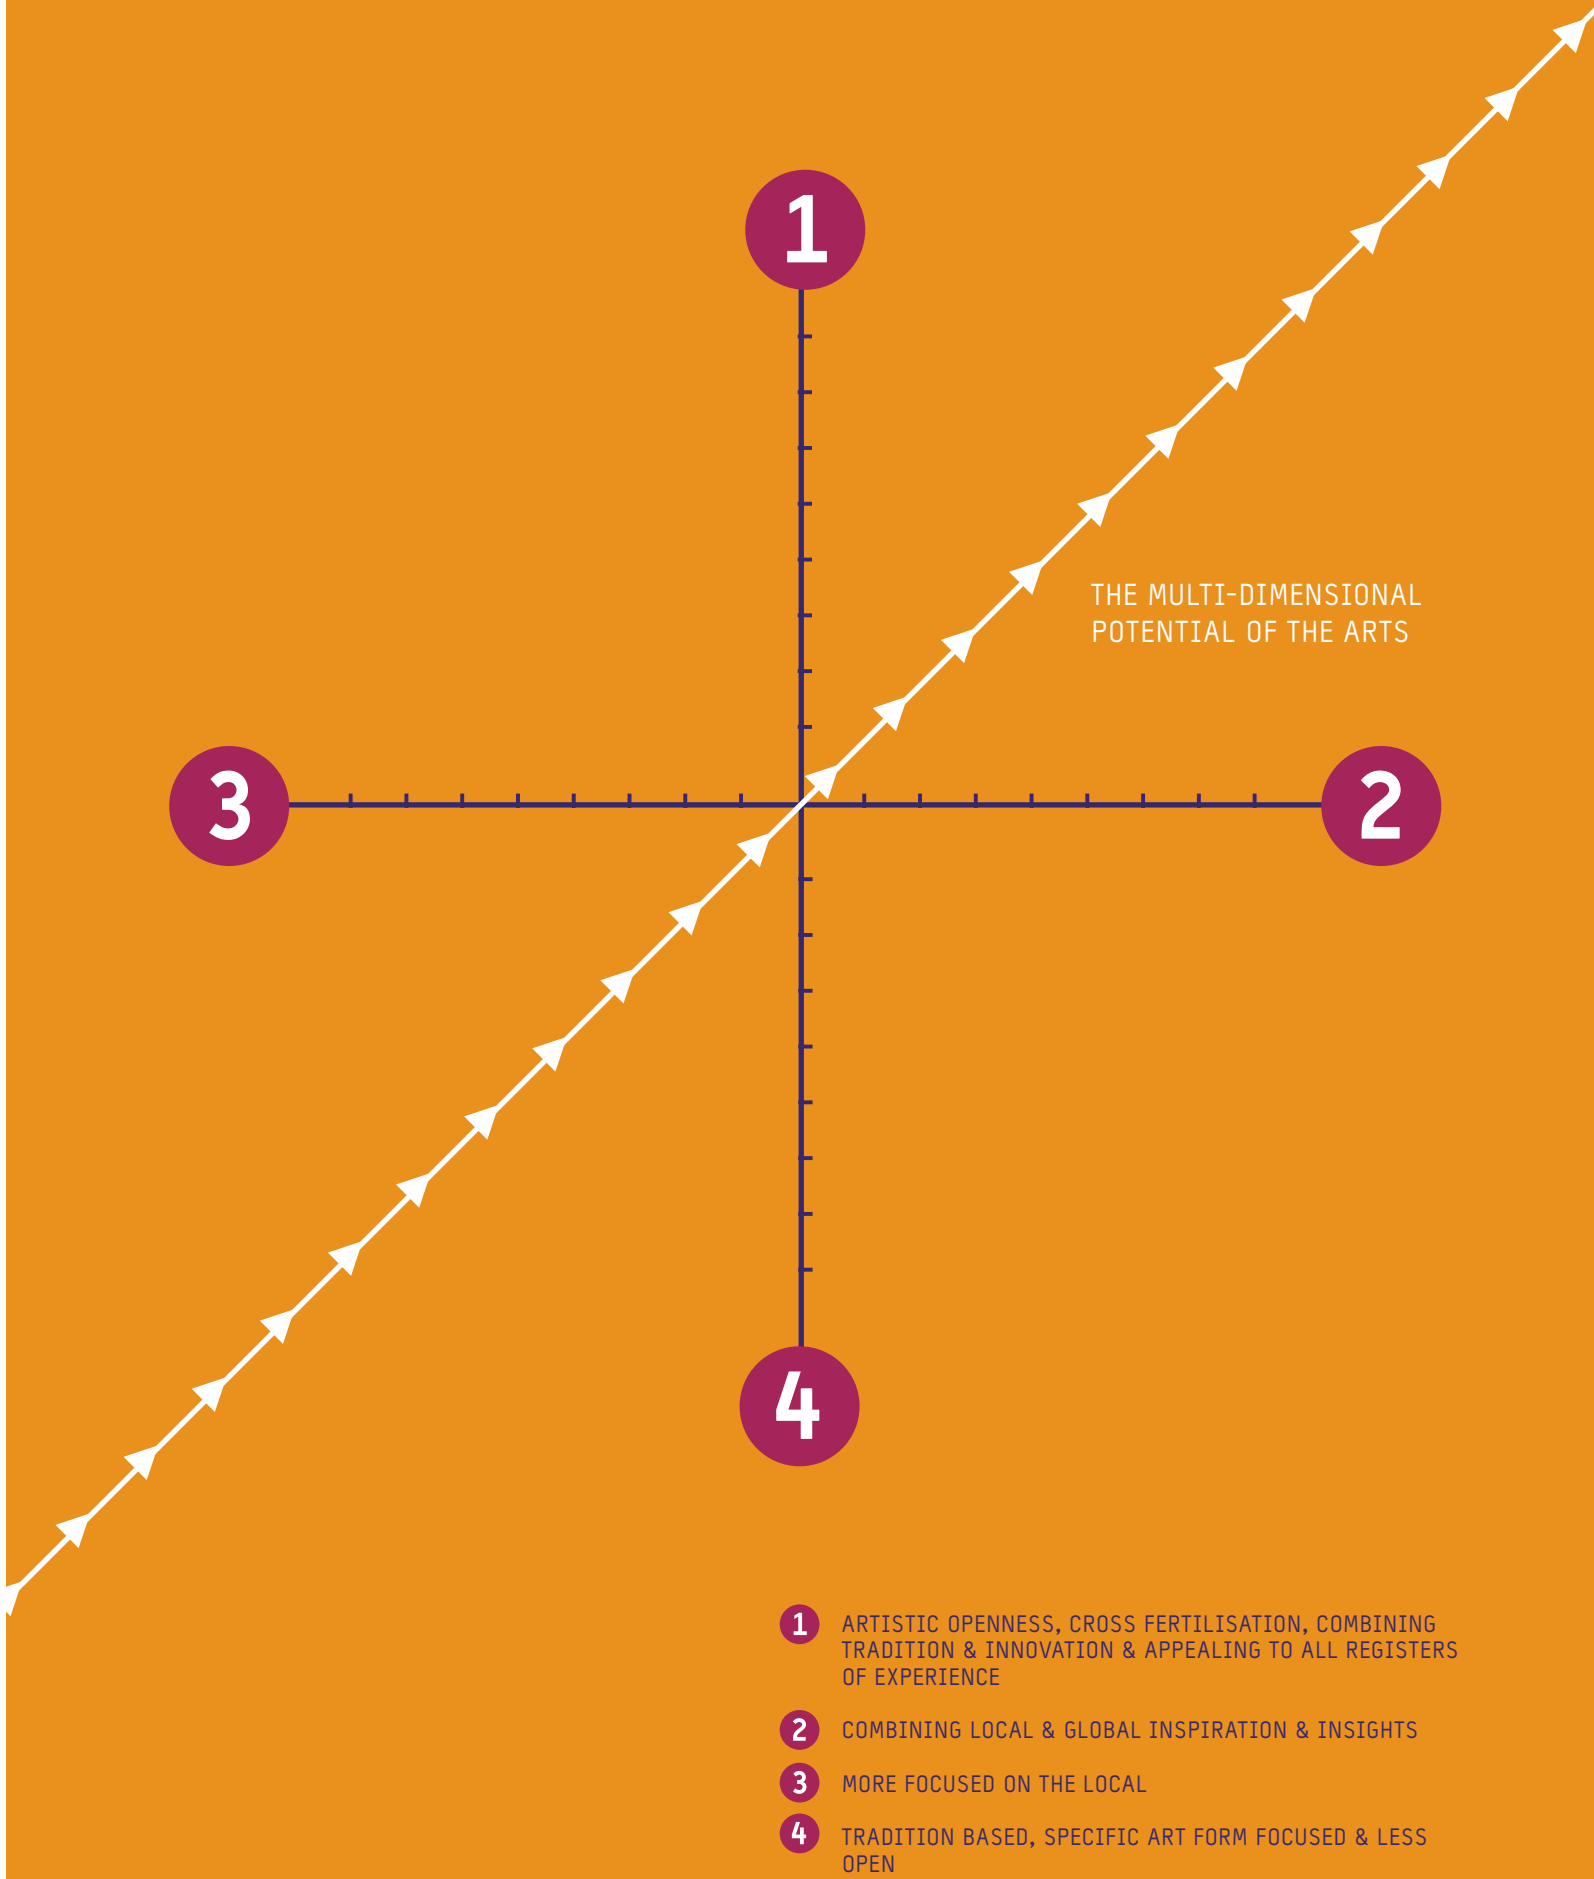 1
THE MULTI-DIMENSIONAL
POTENTIAL OF THE ARTS
3
2
4
1 ARTISTIC OPENNESS, CROSS FERTILISATION, COMBINING
TRADITION & INNOVATION & APPEALING TO ALL REGISTERS
OF EXPERIENCE
2 COMBINING LOCAL & GLOBAL INSPIRATION & INSIGHTS
3 MORE FOCUSED ON THE LOCAL
4 TRADITION BASED, SPECIFIC ART FORM FOCUSED & LESS
OPEN